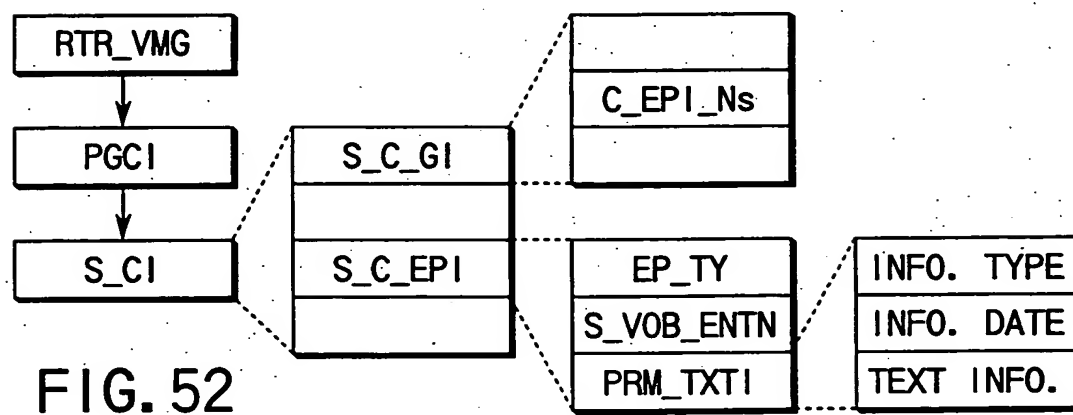 RTR_VMG
PGCI
S_CI
S_C_GI
S_C_EPI
C_EPI_Ns
EP_TY
S_VOB_ENTN
PRM_TXTI
INFO. TYPE
INFO. DATE
TEXT INFO.
FIG. 52